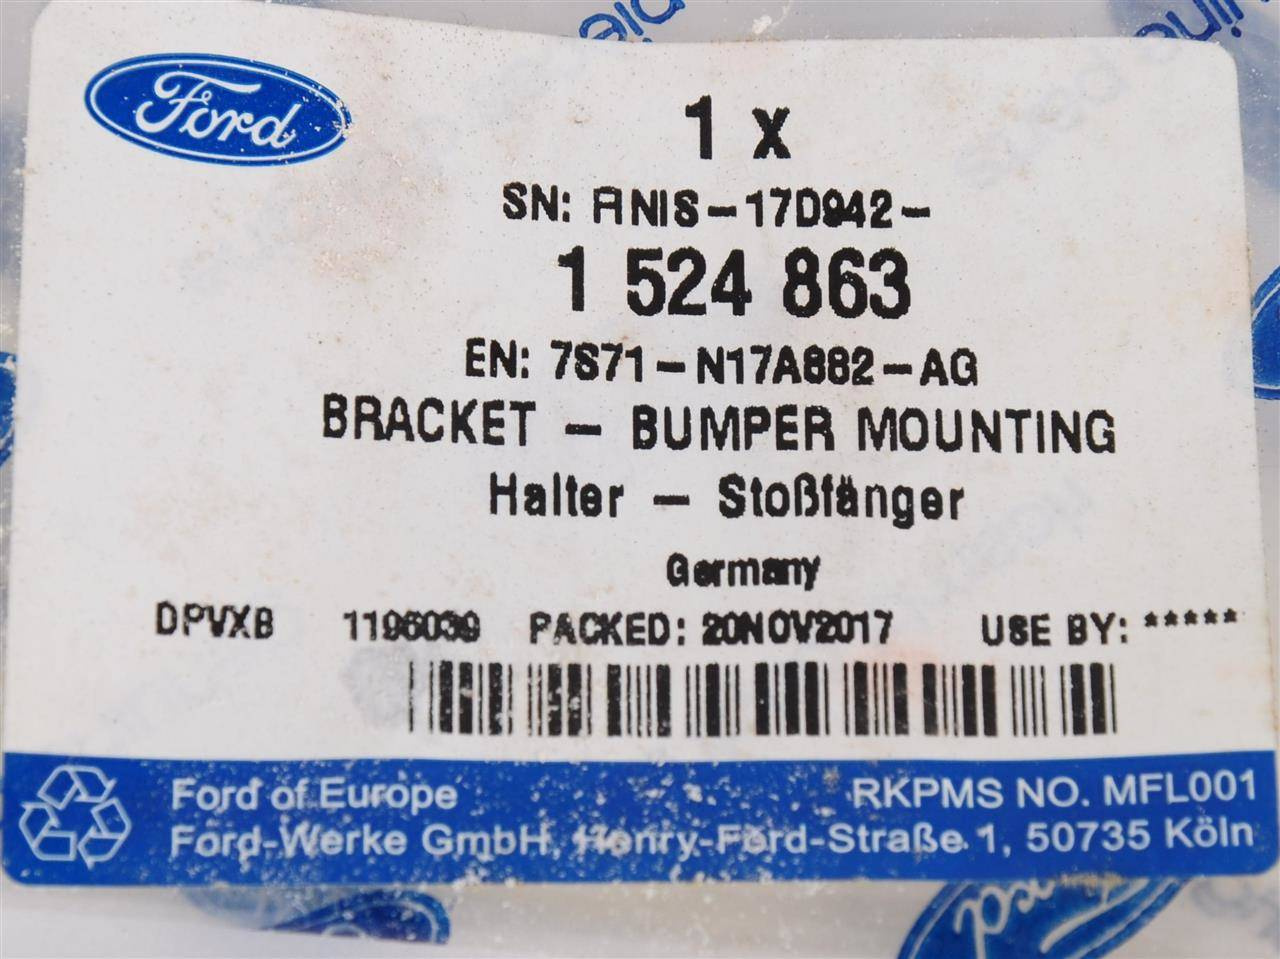 Ford
1 x
SN: FINIS-17D942-
1 524 863
EN: 7S71-N17A882-AG
BRACKET - BUMPER MOUNTING
Halter - Stoßfänger
Germany
DPVXB 1196039 PACKED: 20NOV2017 USE BY: *****
Ford of Europe RKPMS NO. MFL001
Ford-Werke GmbH, Henry-Ford-Straße 1, 50735 Köln